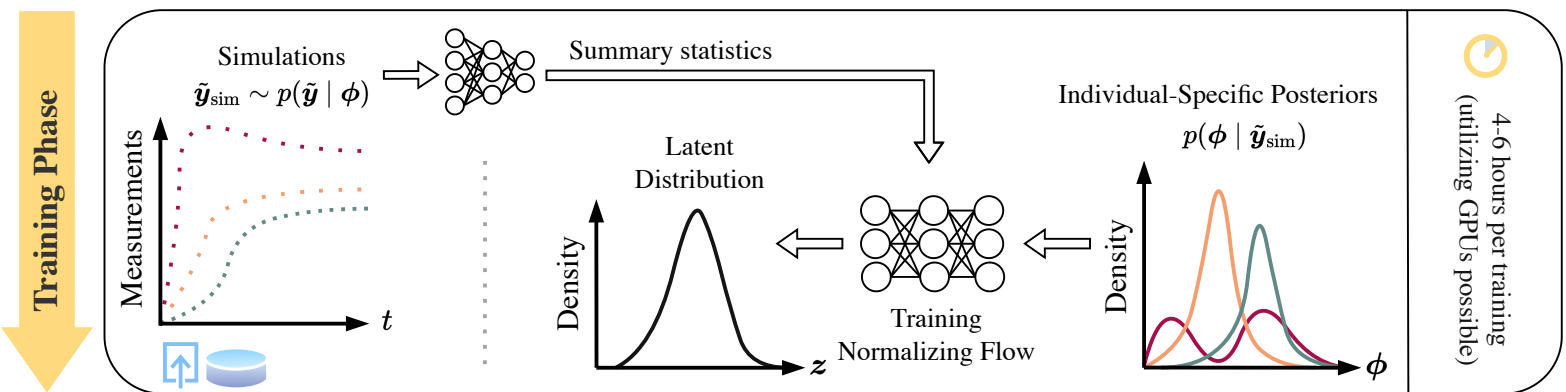 Training Phase
Simulations
ỹ_sim ∼ p(ỹ | ϕ)
Measurements
t
Summary statistics
Latent
Distribution
Density
z
Training
Normalizing Flow
Individual-Specific Posteriors
p(ϕ | ỹ_sim)
Density
ϕ
4-6 hours per training
(utilizing GPUs possible)